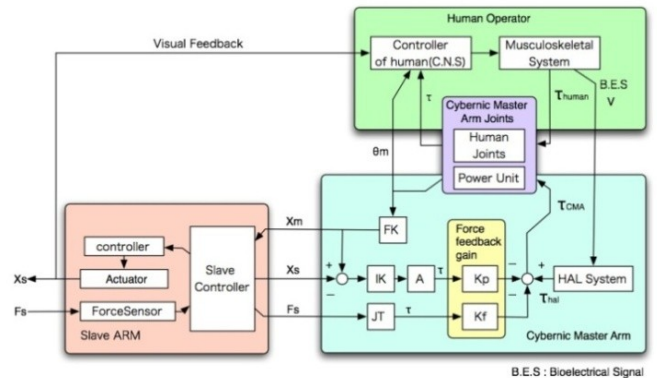 Human Operator
Visual Feedback
Controller
of human(C.N.S)
Musculoskeletal
System
B.E.S
V
τhuman
τ
Cybernic Master
Arm Joints
Human
Joints
Power Unit
θm
τCMA
Xm
FK
Force
feedback
gain
controller
Actuator
ForceSensor
Slave ARM
Slave
Controller
Xs
Fs
Xs
Fs
+
−
IK
A
τ
Kp
−
+
−
HAL System
τhal
JT
τ
Kf
Cybernic Master Arm
B.E.S : Bioelectrical Signal